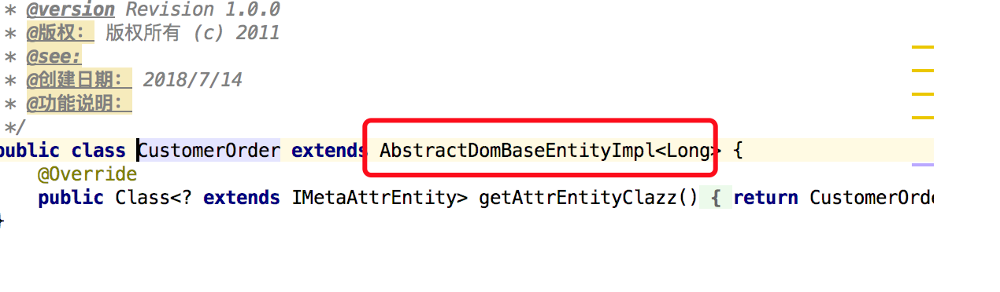 * @version Revision 1.0.0
* @版权： 版权所有 (c) 2011
* @see:
* @创建日期： 2018/7/14
* @功能说明：
*/
public class CustomerOrder extends AbstractDomBaseEntityImpl<Long> {
@Override
public Class<? extends IMetaAttrEntity> getAttrEntityClazz() { return CustomerOrde
}